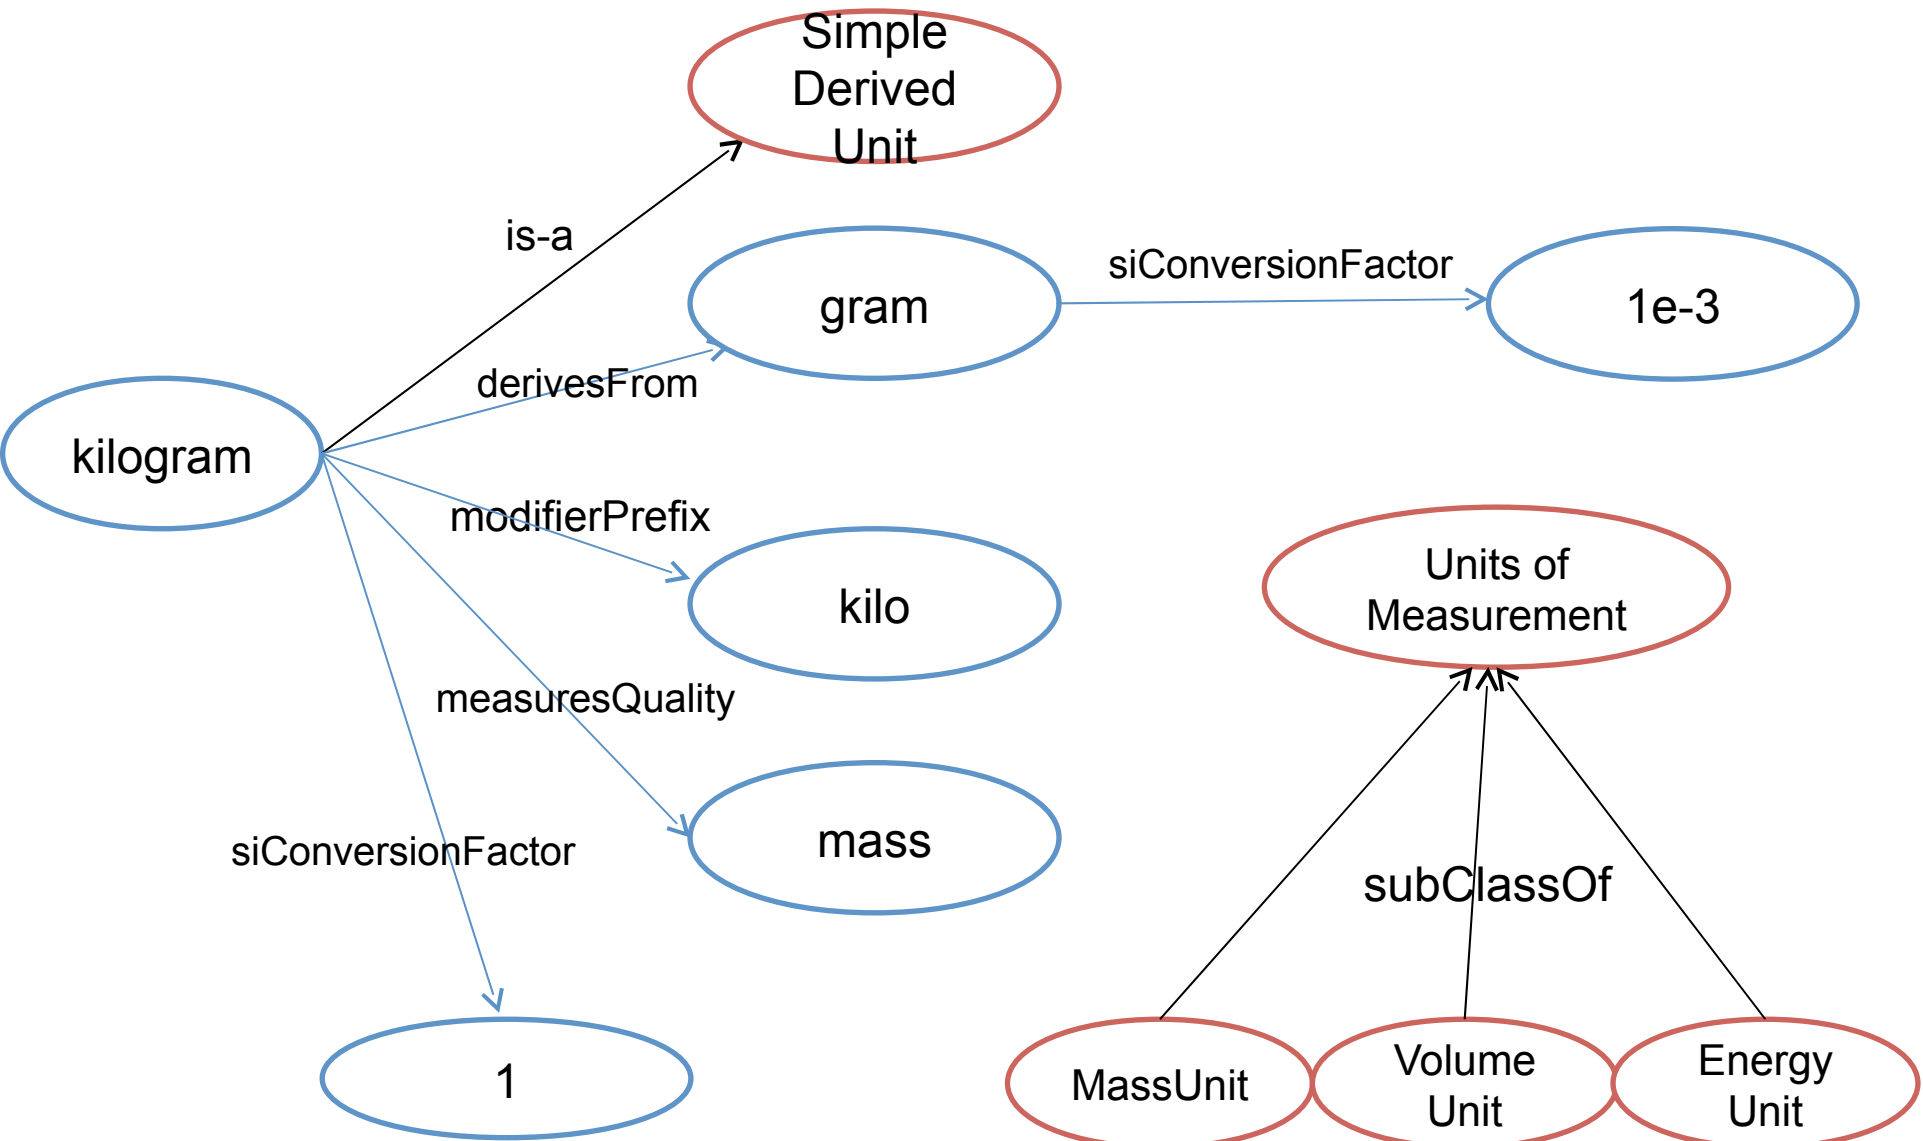 Simple
Derived
Unit
is-a
gram
siConversionFactor
1e-3
derivesFrom
kilogram
modifierPrefix
kilo
Units of
Measurement
measuresQuality
mass
siConversionFactor
subClassOf
1
MassUnit
Volume
Unit
Energy
Unit